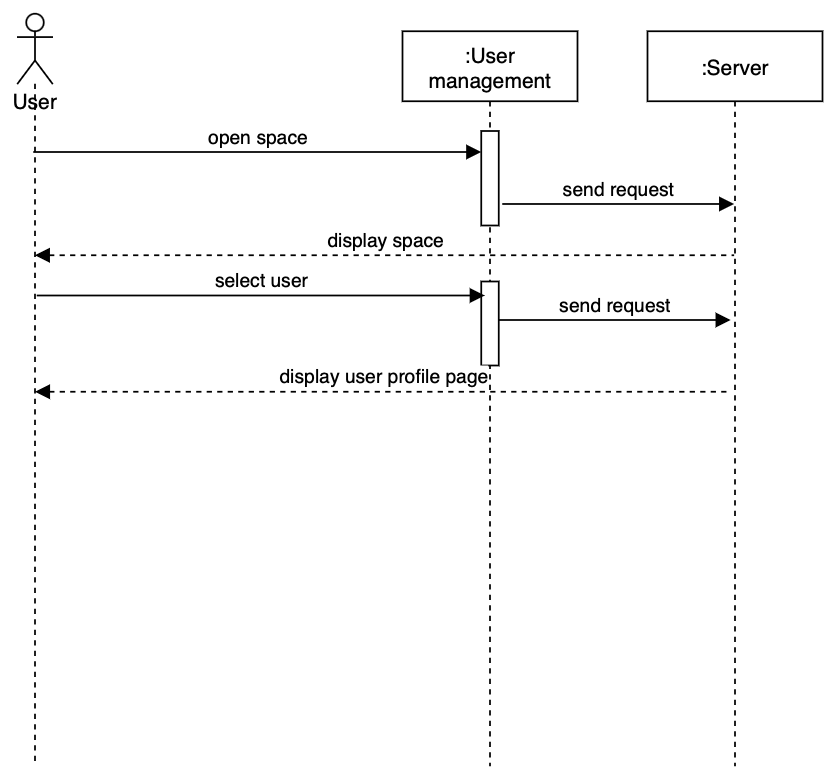 :User
management
:Server
User
open space
send request
display space
select user
send request
display user profile page